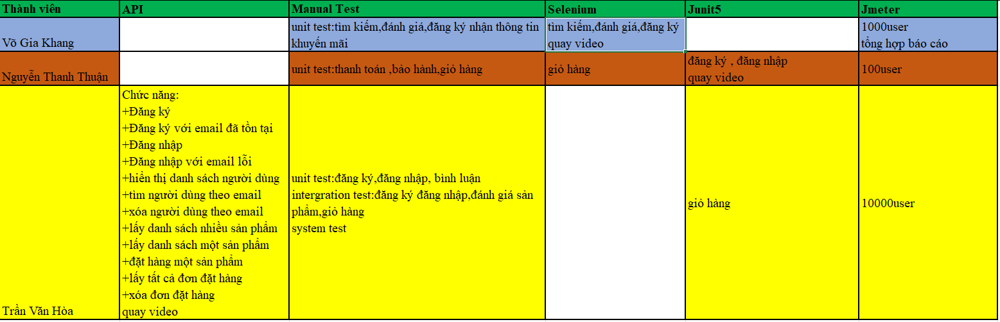 Thành viên API Manual Test Selenium Junit5 Jmeter
Võ Gia Khang
unit test:tìm kiếm,đánh giá,đăng ký nhận thông tin
khuyến mãi
tìm kiếm,đánh giá,đăng ký
quay video
1000user
tổng hợp báo cáo
Nguyễn Thanh Thuận
unit test:thanh toán ,bảo hành,giỏ hàng
giỏ hàng
đăng ký , đăng nhập
quay video
100user
Trần Văn Hòa
Chức năng:
+Đăng ký
+Đăng ký với email đã tồn tại
+Đăng nhập
+Đăng nhập với email lỗi
+hiển thị danh sách người dùng
+tìm người dùng theo email
+xóa người dùng theo email
+lấy danh sách nhiều sản phẩm
+lấy danh sách một sản phẩm
+đặt hàng một sản phẩm
+lấy tất cả đơn đặt hàng
+xóa đơn đặt hàng
quay video
unit test:đăng ký,đăng nhập, bình luận
intergration test:đăng ký đăng nhập,đánh giá sản
phẩm,giỏ hàng
system test
giỏ hàng
10000user